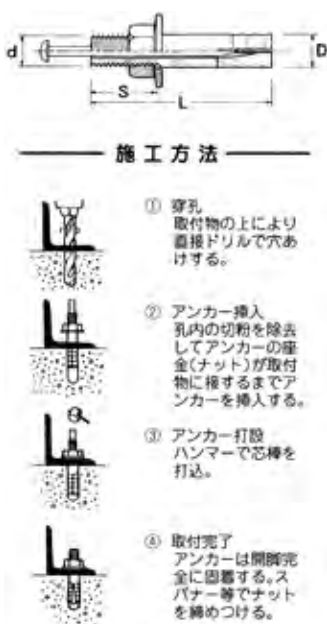 d
D
S
L
施工方法
① 穿孔
取付物の上により
直接ドリルで穴あ
けする。
② アンカー挿入
孔内の切粉を除去
してアンカーの座
金(ナット)が取付
物に接するまでア
ンカーを挿入する。
③ アンカー打設
ハンマーで芯棒を
打込。
④ 取付完了
アンカーは開脚完
全に固着する。ス
パナー等でナット
を締めつける。